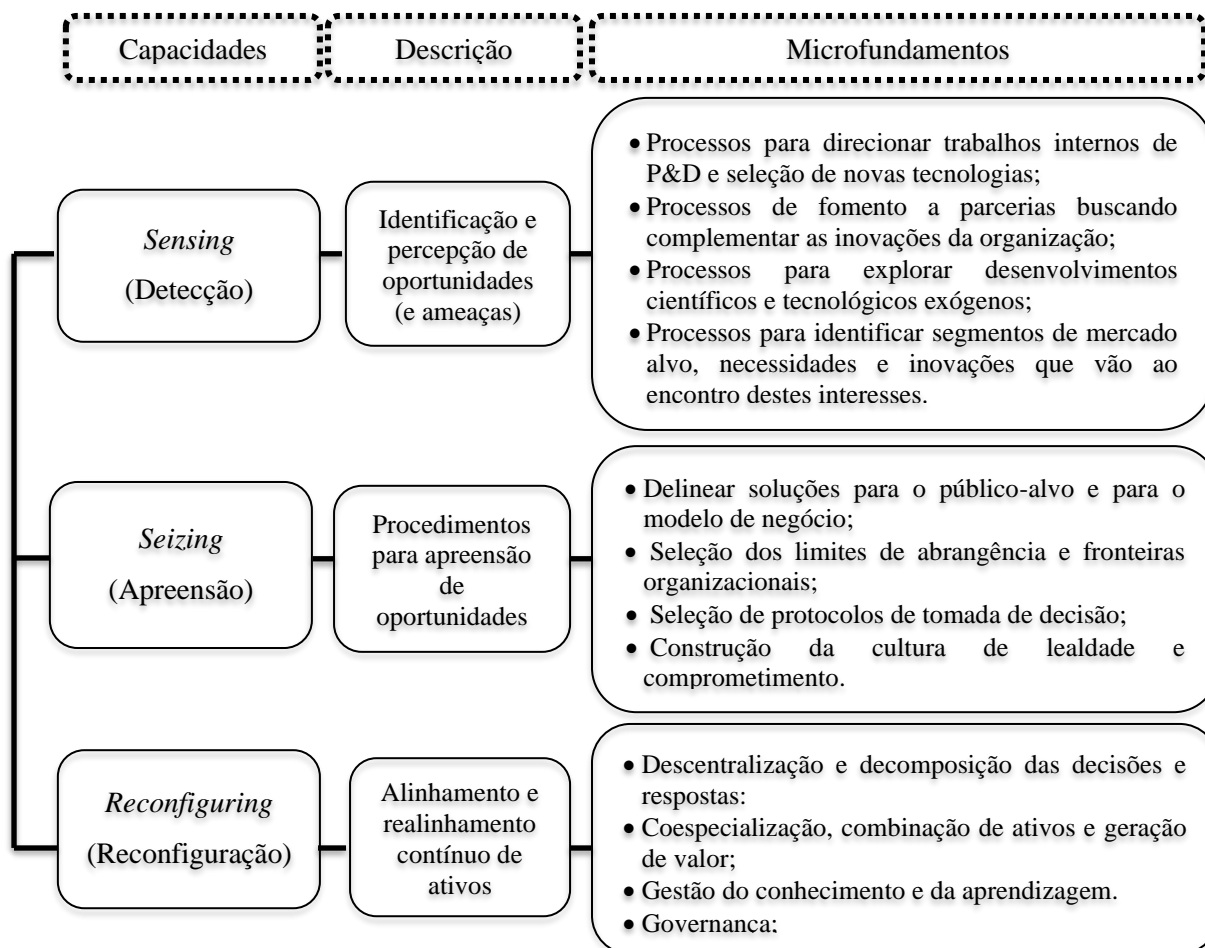 Capacidades
Descrição
Microfundamentos
Sensing
(Detecção)
Identificação e
percepção de
oportunidades
(e ameaças)
• Processos para direcionar trabalhos internos de
P&D e seleção de novas tecnologias;
• Processos de fomento a parcerias buscando
complementar as inovações da organização;
• Processos para explorar desenvolvimentos
científicos e tecnológicos exógenos;
• Processos para identificar segmentos de mercado
alvo, necessidades e inovações que vão ao
encontro destes interesses.
Seizing
(Apreensão)
Procedimentos
para apreensão
de
oportunidades
• Delinear soluções para o público-alvo e para o
modelo de negócio;
• Seleção dos limites de abrangência e fronteiras
organizacionais;
• Seleção de protocolos de tomada de decisão;
• Construção da cultura de lealdade e
comprometimento.
Reconfiguring
(Reconfiguração)
Alinhamento e
realinhamento
contínuo de
ativos
• Descentralização e decomposição das decisões e
respostas:
• Coespecialização, combinação de ativos e geração
de valor;
• Gestão do conhecimento e da aprendizagem.
• Governança;